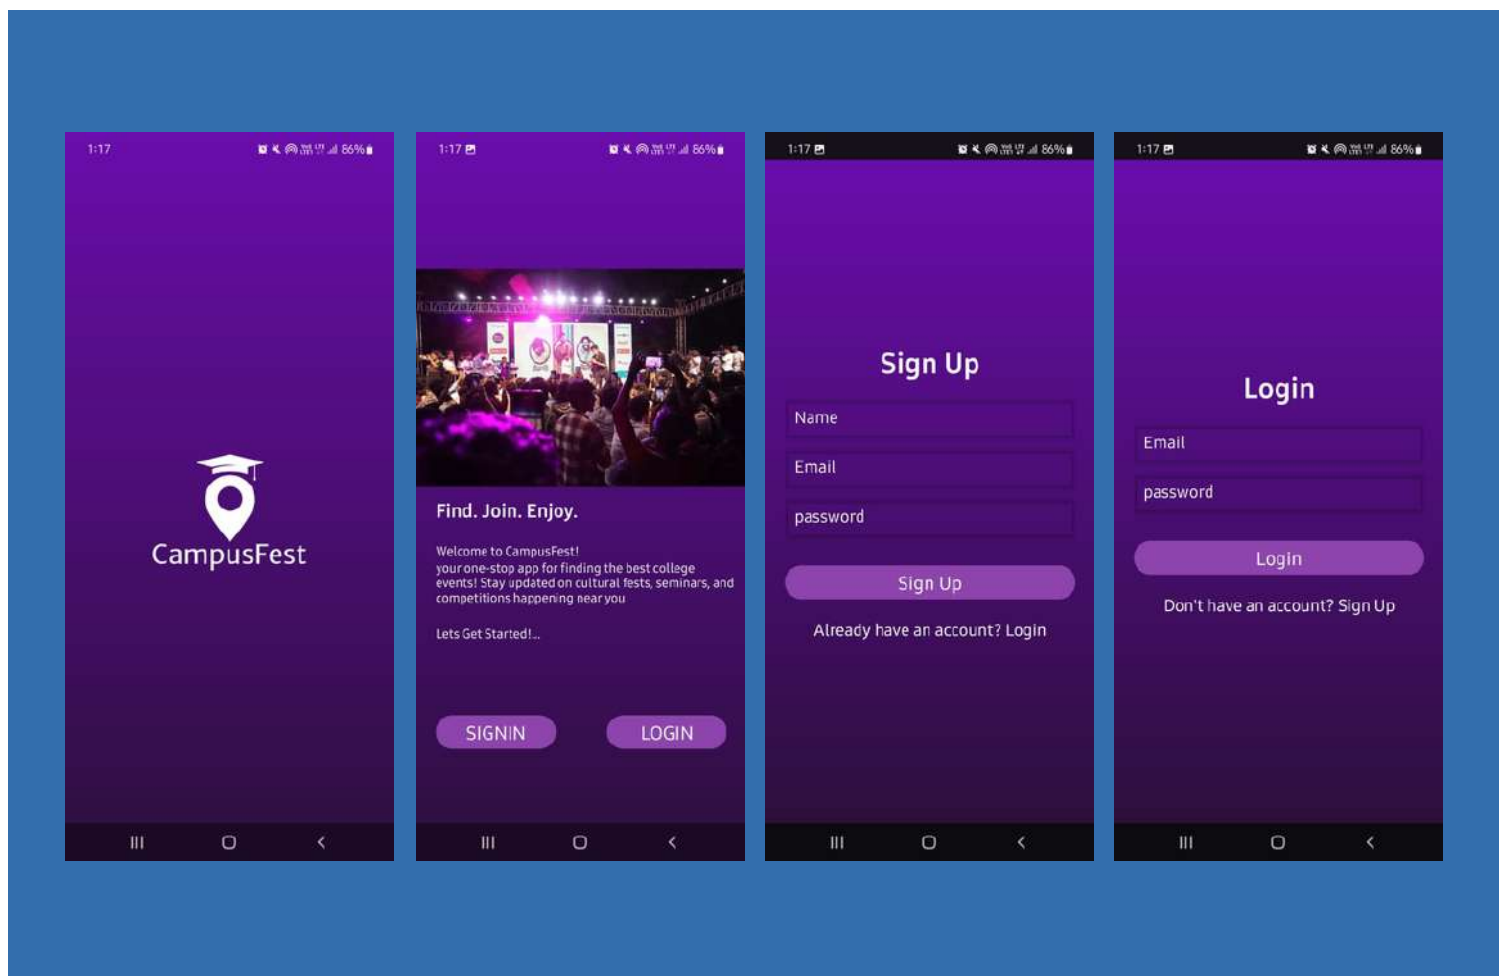 1:17
86%
CampusFest
1:17
86%
Find. Join. Enjoy.
Welcome to CampusFest!
your one-stop app for finding the best college
events! Stay updated on cultural fests, seminars, and
competitions happening near you
Lets Get Started!...
SIGNIN
LOGIN
1:17
86%
Sign Up
Name
Email
password
Sign Up
Already have an account? Login
1:17
86%
Login
Email
password
Login
Don't have an account? Sign Up